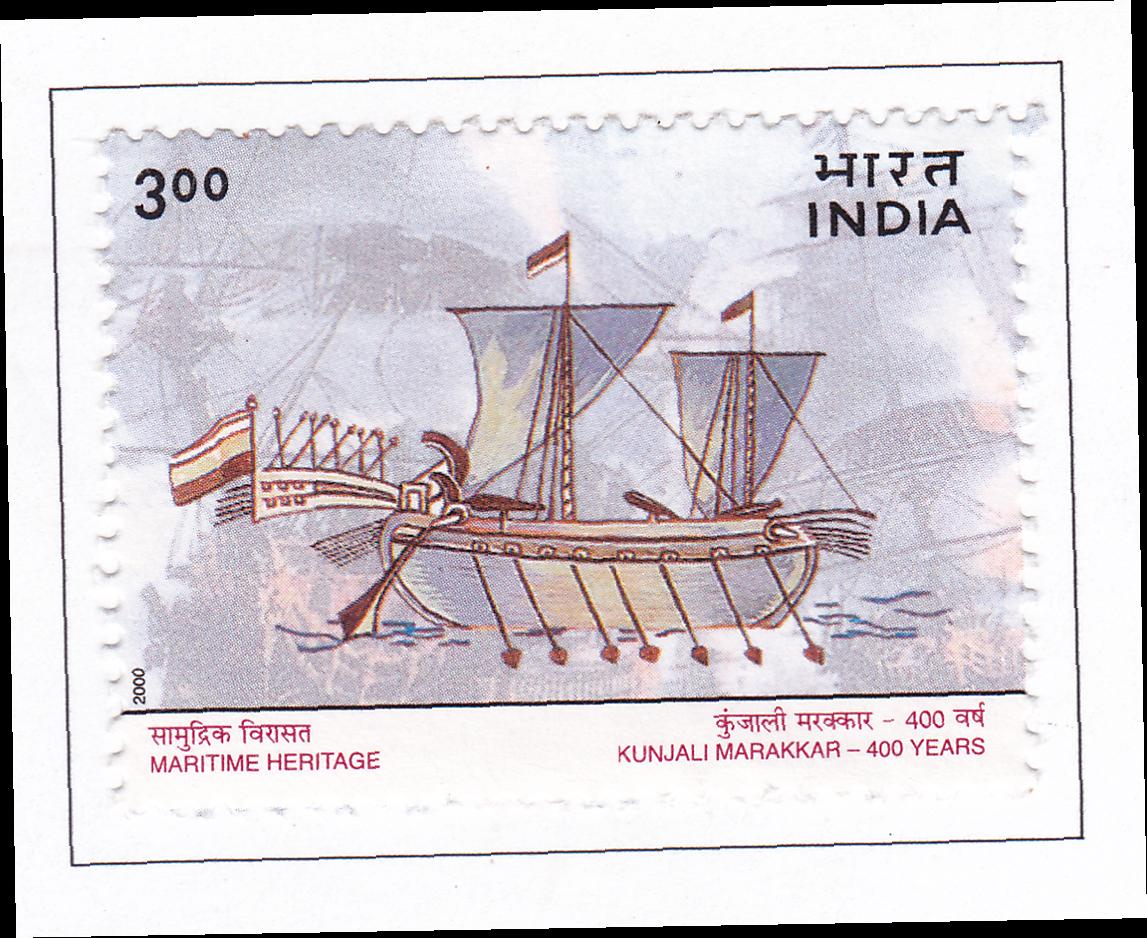 3.00
भारत
INDIA
2000
सामुद्रिक विरासत
MARITIME HERITAGE
कुंजाली मरक्कार – 400 वर्ष
KUNJALI MARAKKAR – 400 YEARS